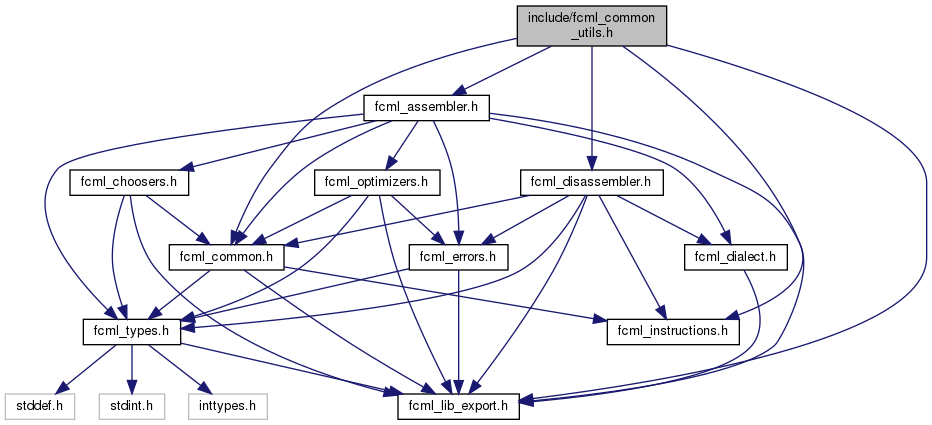 include/fcml_common
_utils.h
fcml_assembler.h
fcml_choosers.h
fcml_optimizers.h
fcml_disassembler.h
fcml_common.h
fcml_errors.h
fcml_dialect.h
fcml_types.h
fcml_instructions.h
stddef.h
stdint.h
inttypes.h
fcml_lib_export.h